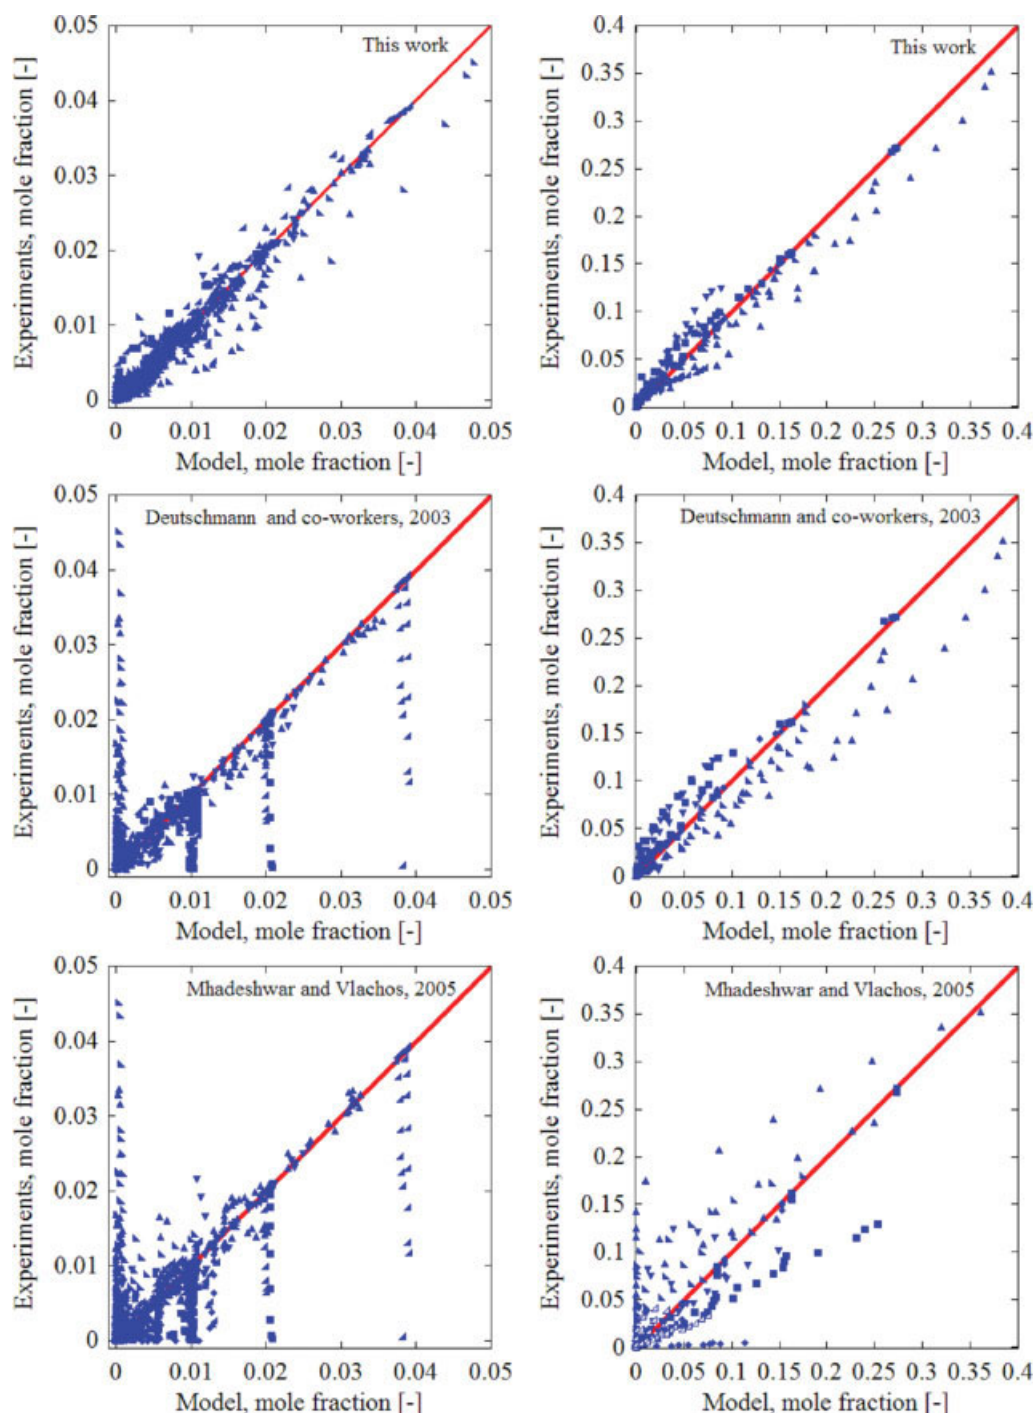 0.05
This work
0.04
0.03
0.02
0.01
0
0 0.01 0.02 0.03 0.04 0.05
Experiments, mole fraction [-]
Model, mole fraction [-]
0.4
This work
0.35
0.3
0.25
0.2
0.15
0.1
0.05
0
0 0.05 0.1 0.15 0.2 0.25 0.3 0.35 0.4
Experiments, mole fraction [-]
Model, mole fraction [-]
0.05
Deutschmann and co-workers, 2003
0.04
0.03
0.02
0.01
0
0 0.01 0.02 0.03 0.04 0.05
Experiments, mole fraction [-]
Model, mole fraction [-]
0.4
Deutschmann and co-workers, 2003
0.35
0.3
0.25
0.2
0.15
0.1
0.05
0
0 0.05 0.1 0.15 0.2 0.25 0.3 0.35 0.4
Experiments, mole fraction [-]
Model, mole fraction [-]
0.05
Mhadeshwar and Vlachos, 2005
0.04
0.03
0.02
0.01
0
0 0.01 0.02 0.03 0.04 0.05
Experiments, mole fraction [-]
Model, mole fraction [-]
0.4
Mhadeshwar and Vlachos, 2005
0.35
0.3
0.25
0.2
0.15
0.1
0.05
0
0 0.05 0.1 0.15 0.2 0.25 0.3 0.35 0.4
Experiments, mole fraction [-]
Model, mole fraction [-]